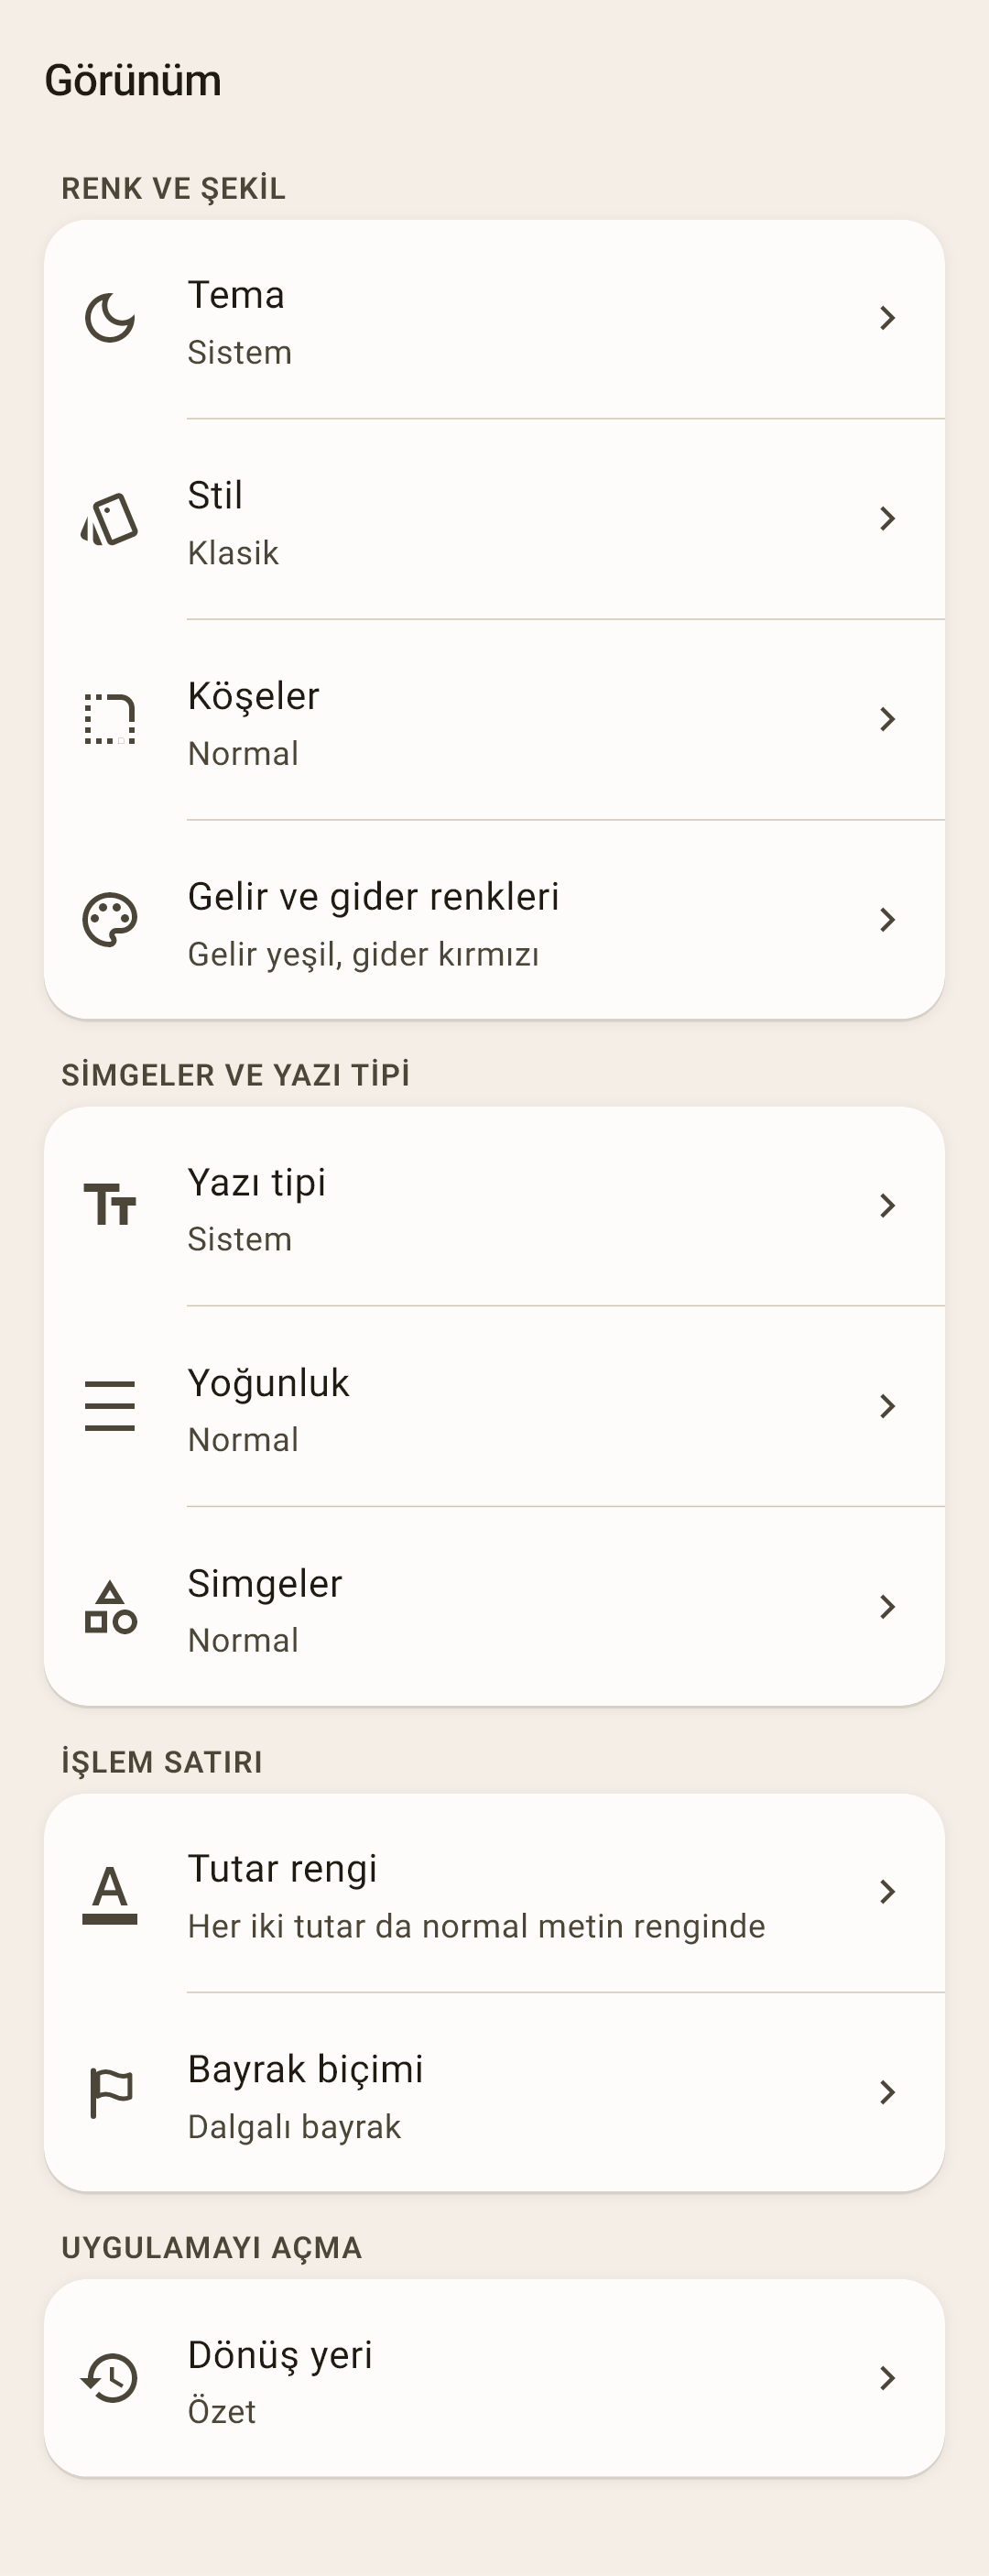 Görünüm
RENK VE ŞEKİL
Tema
Sistem
Stil
Klasik
Köşeler
Normal
Gelir ve gider renkleri
Gelir yeşil, gider kırmızı
SİMGELER VE YAZI TİPİ
Yazı tipi
Sistem
Yoğunluk
Normal
Simgeler
Normal
İŞLEM SATIRI
Tutar rengi
Her iki tutar da normal metin renginde
Bayrak biçimi
Dalgalı bayrak
UYGULAMAYI AÇMA
Dönüş yeri
Özet